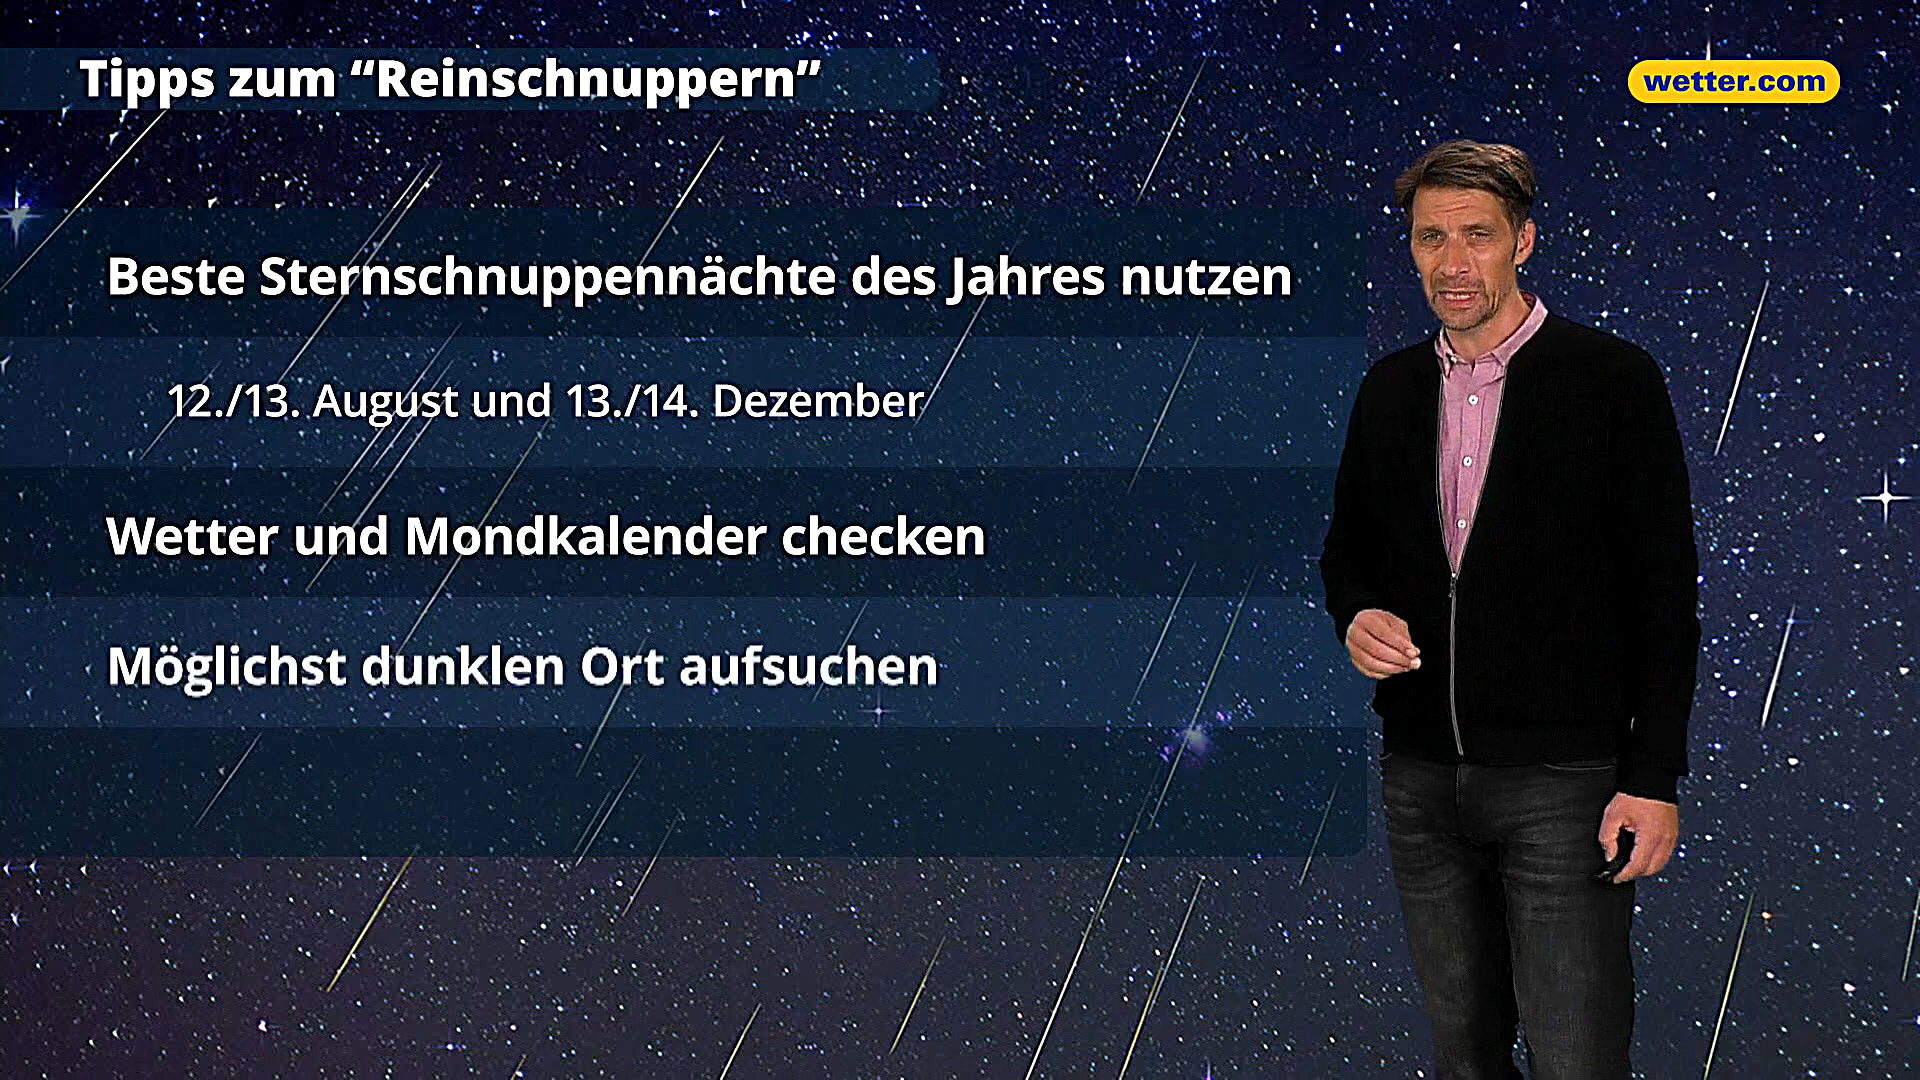 Tipps zum “Reinschnuppern”
wetter.com
Beste Sternschnuppennächte des Jahres nutzen
12./13. August und 13./14. Dezember
Wetter und Mondkalender checken
Möglichst dunklen Ort aufsuchen